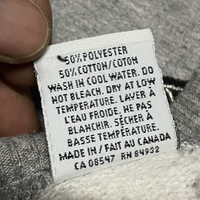 50% POLYESTER
50% COTTON/COTON
WASH IN COOL WATER. DO
NOT BLEACH. DRY AT LOW
TEMPERATURE. LAVER À
L'EAU FROIDE. NE PAS
BLANCHIR. SÉCHER À
BASSE TEMPÉRATURE.
MADE IN / FAIT AU CANADA
CA 08547 RN 84932